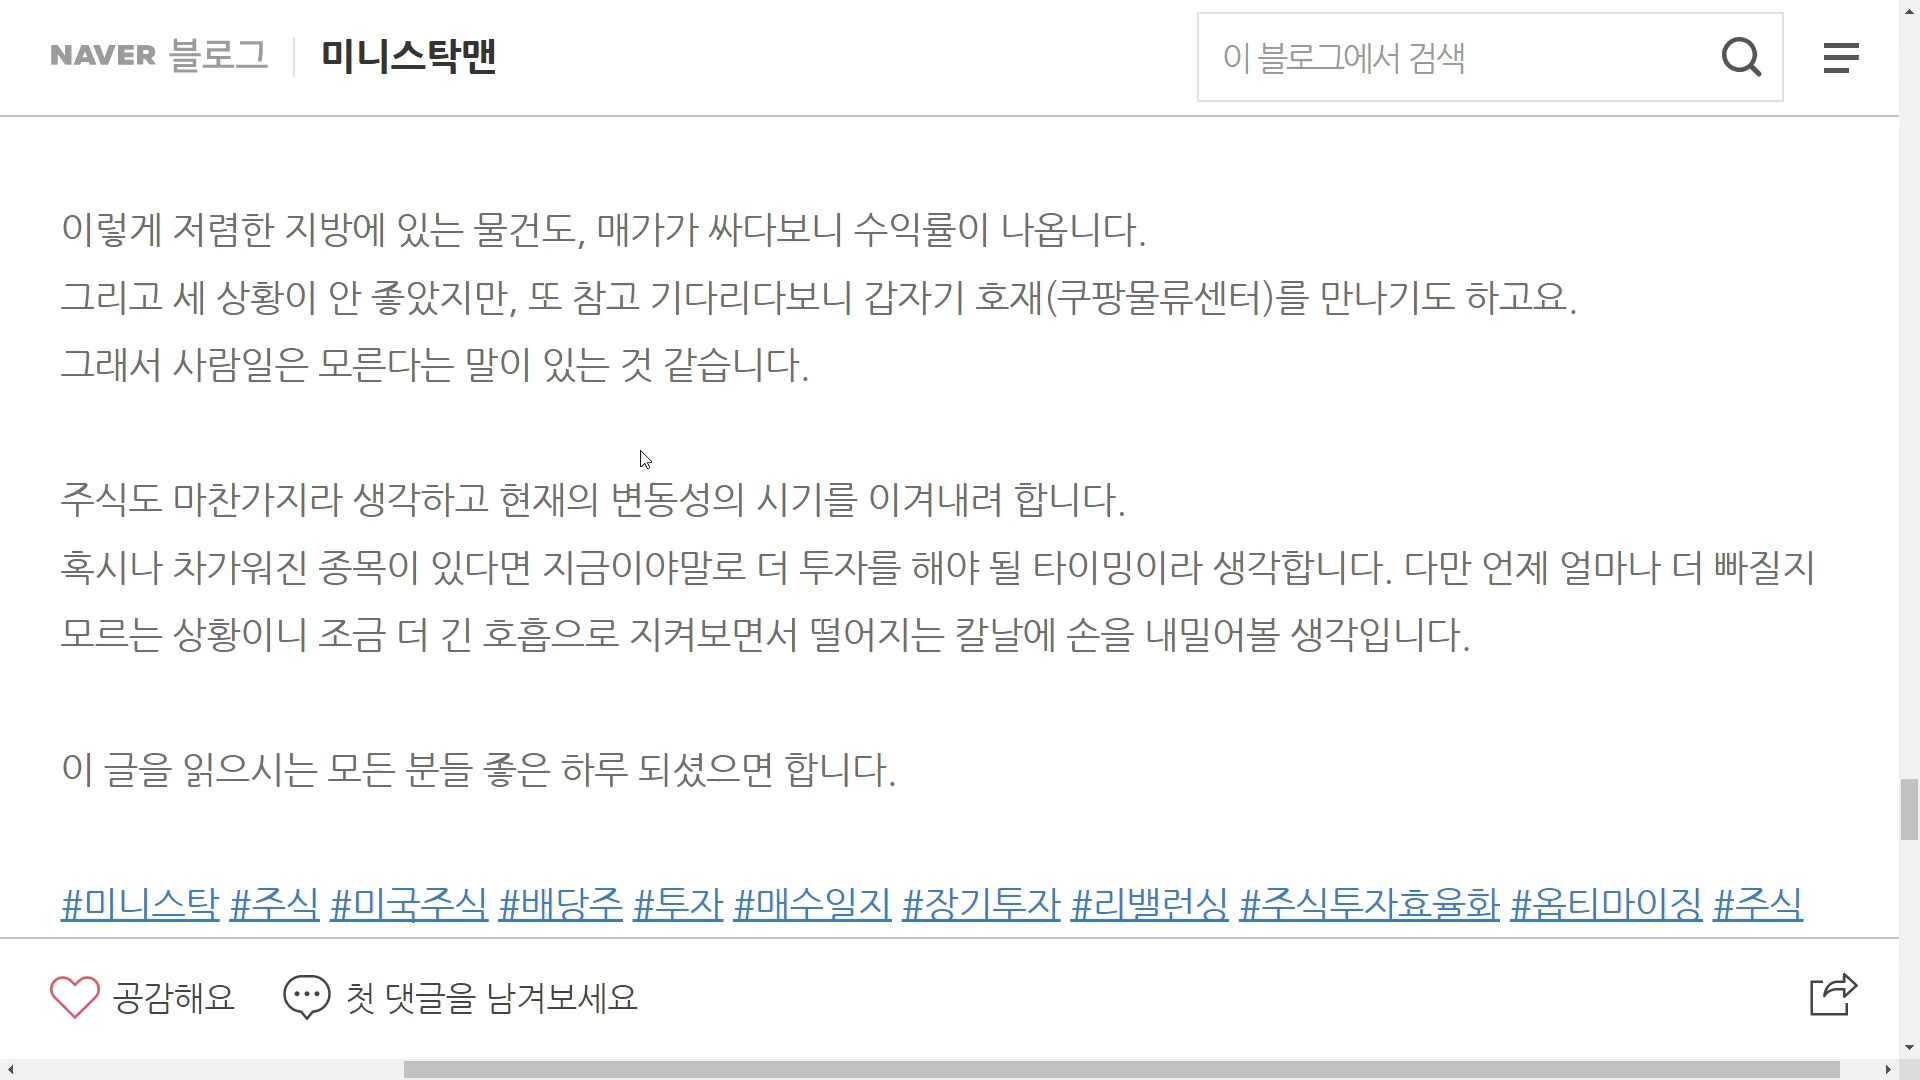 NAVER 블로그 미니스탁맨 이 블로그에서 검색
이렇게 저렴한 지방에 있는 물건도, 매가가 싸다보니 수익률이 나옵니다.
그리고 세 상황이 안 좋았지만, 또 참고 기다리다보니 갑자기 호재(쿠팡물류센터)를 만나기도 하고요.
그래서 사람일은 모른다는 말이 있는 것 같습니다.
주식도 마찬가지라 생각하고 현재의 변동성의 시기를 이겨내려 합니다.
혹시나 차가워진 종목이 있다면 지금이야말로 더 투자를 해야 될 타이밍이라 생각합니다. 다만 언제 얼마나 더 빠질지
모르는 상황이니 조금 더 긴 호흡으로 지켜보면서 떨어지는 칼날에 손을 내밀어볼 생각입니다.
이 글을 읽으시는 모든 분들 좋은 하루 되셨으면 합니다.
#미니스탁 #주식 #미국주식 #배당주 #투자 #매수일지 #장기투자 #리밸런싱 #주식투자효율화 #옵티마이징 #주식
공감해요 첫 댓글을 남겨보세요